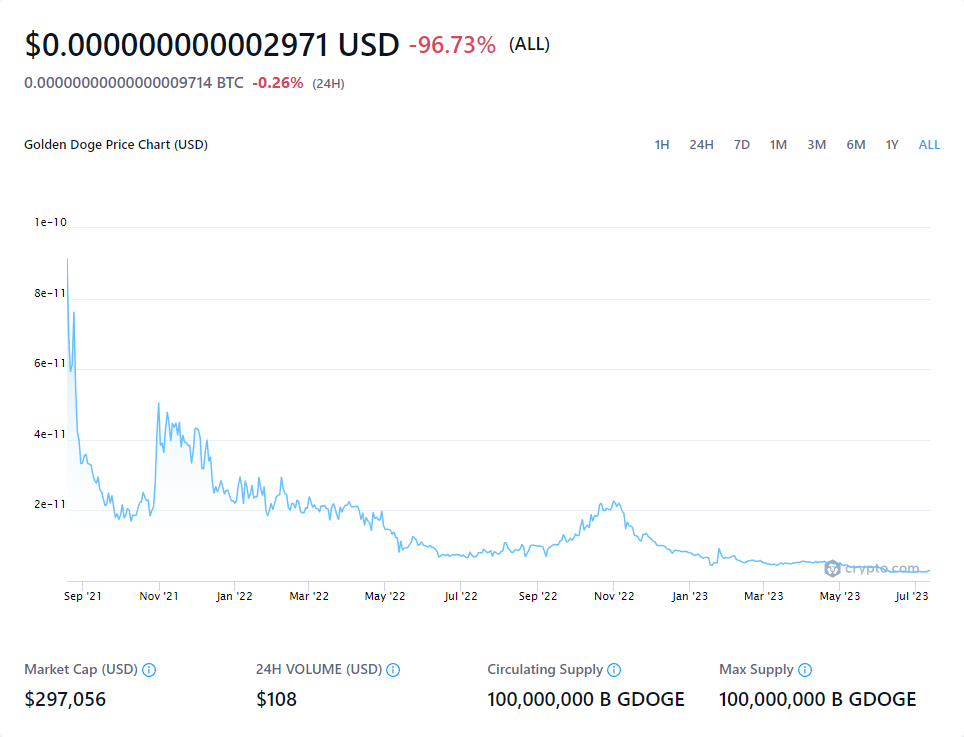 $0.000000000002971 USD -96.73% (ALL)
0.00000000000000009714 BTC -0.26% (24H)
Golden Doge Price Chart (USD) 1H 24H 7D 1M 3M 6M 1Y ALL
1e-10
8e-11
6e-11
4e-11
2e-11
crypto.com
Sep '21 Nov '21 Jan '22 Mar '22 May '22 Jul '22 Sep '22 Nov '22 Jan '23 Mar '23 May '23 Jul '23
Market Cap (USD) 24H VOLUME (USD) Circulating Supply Max Supply
$297,056 $108 100,000,000 B GDOGE 100,000,000 B GDOGE